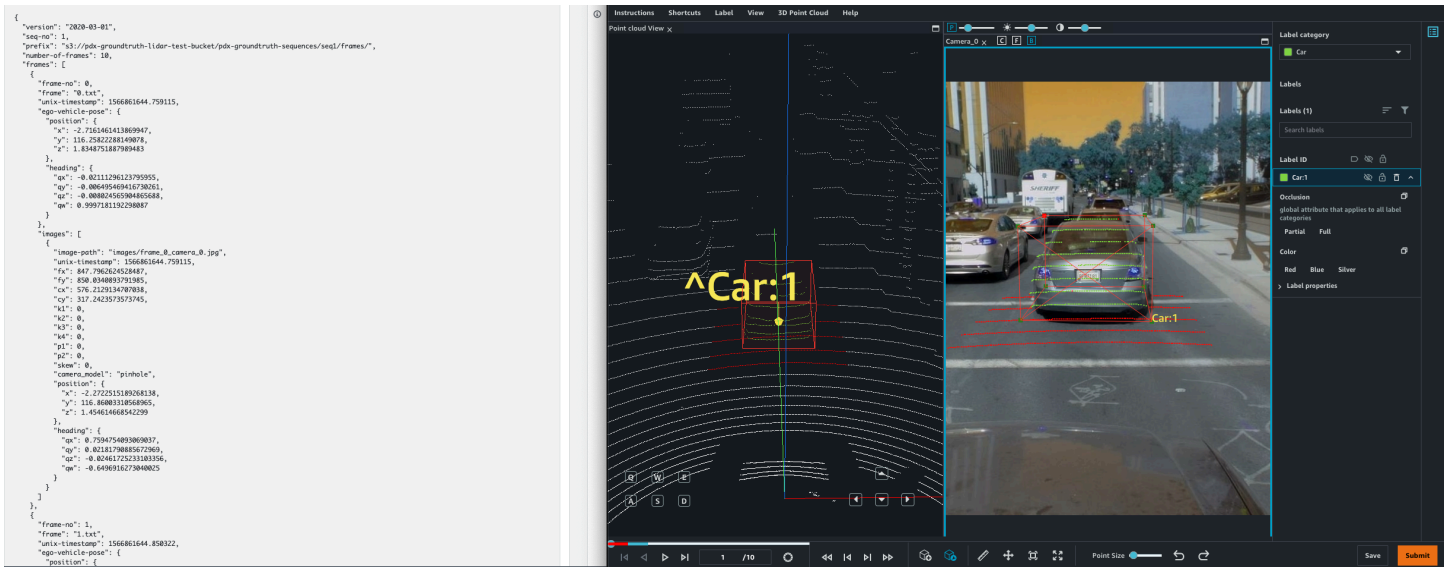 {
"version": "2020-03-01",
"seq-no": 1,
"prefix": "s3://pdx-groundtruth-lidar-test-bucket/pdx-groundtruth-sequences/seq1/frames/",
"number-of-frames": 10,
"frames": [
{
"frame-no": 0,
"frame": "0.txt",
"unix-timestamp": 1566861644.759115,
"ego-vehicle-pose": {
"position": {
"x": -2.7161461413869947,
"y": 116.25822288149078,
"z": 1.8348751887989483
},
"heading": {
"qx": -0.02111296123795955,
"qy": -0.006495469416730261,
"qz": -0.008024565904865688,
"qw": 0.9997181192298087
}
},
"images": [
{
"image-path": "images/frame_0_camera_0.jpg",
"unix-timestamp": 1566861644.759115,
"fx": 847.7962624528487,
"fy": 850.0340893791985,
"cx": 576.2129134707038,
"cy": 317.2423573573745,
"k1": 0,
"k2": 0,
"k3": 0,
"k4": 0,
"p1": 0,
"p2": 0,
"skew": 0,
"camera_model": "pinhole",
"position": {
"x": -2.2722515189268138,
"y": 116.86003310568965,
"z": 1.454614668542299
},
"heading": {
"qx": 0.7594754093069037,
"qy": 0.02181790885672969,
"qz": -0.02461725233103356,
"qw": -0.6496916273040025
}
}
]
},
{
"frame-no": 1,
"frame": "1.txt",
"unix-timestamp": 1566861644.850322,
"ego-vehicle-pose": {
"position": {
Instructions Shortcuts Label View 3D Point Cloud Help
Point cloud View x
^Car:1
Q W E
A S D
1 /10
P
Camera_0 x C F B
SHERIFF
Car:1
Point Size
Label category
Car
Labels
Labels (1)
Search labels
Label ID
Car:1
Occlusion
global attribute that applies to all label
categories
Partial Full
Color
Red Blue Silver
> Label properties
Save Submit